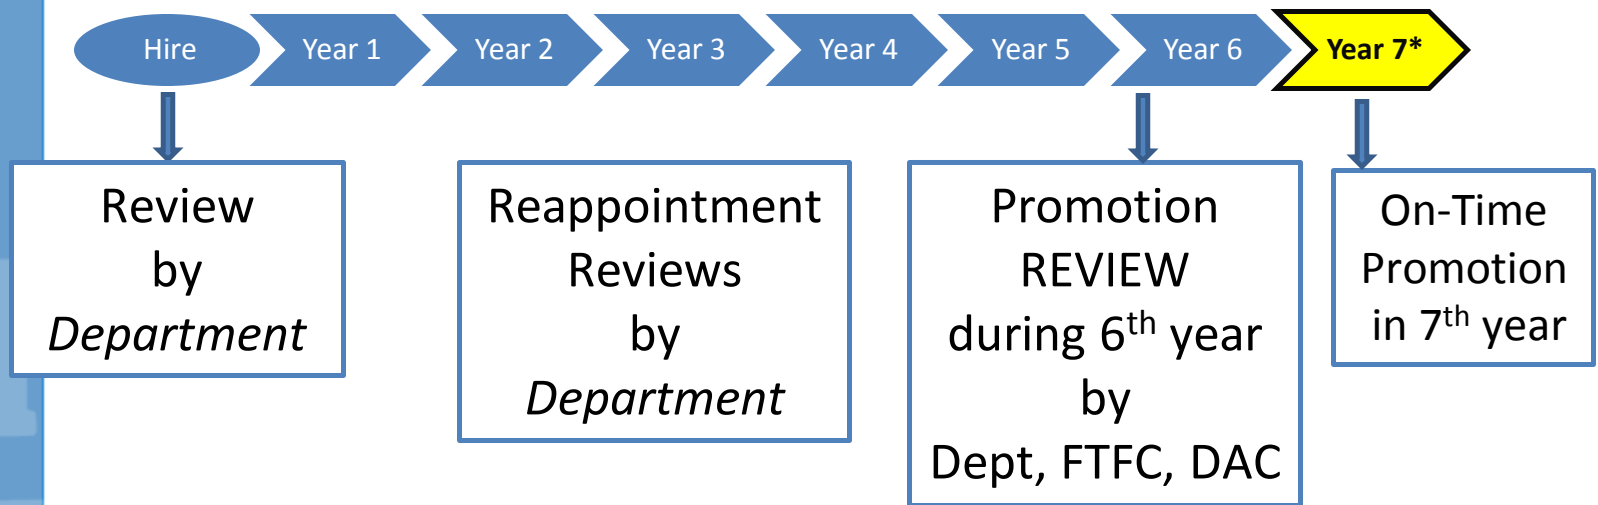 Hire
Year 1
Year 2
Year 3
Year 4
Year 5
Year 6
Year 7*
Review
by
Department
Reappointment
Reviews
by
Department
Promotion
REVIEW
during 6th year
by
Dept, FTFC, DAC
On-Time
Promotion
in 7th year